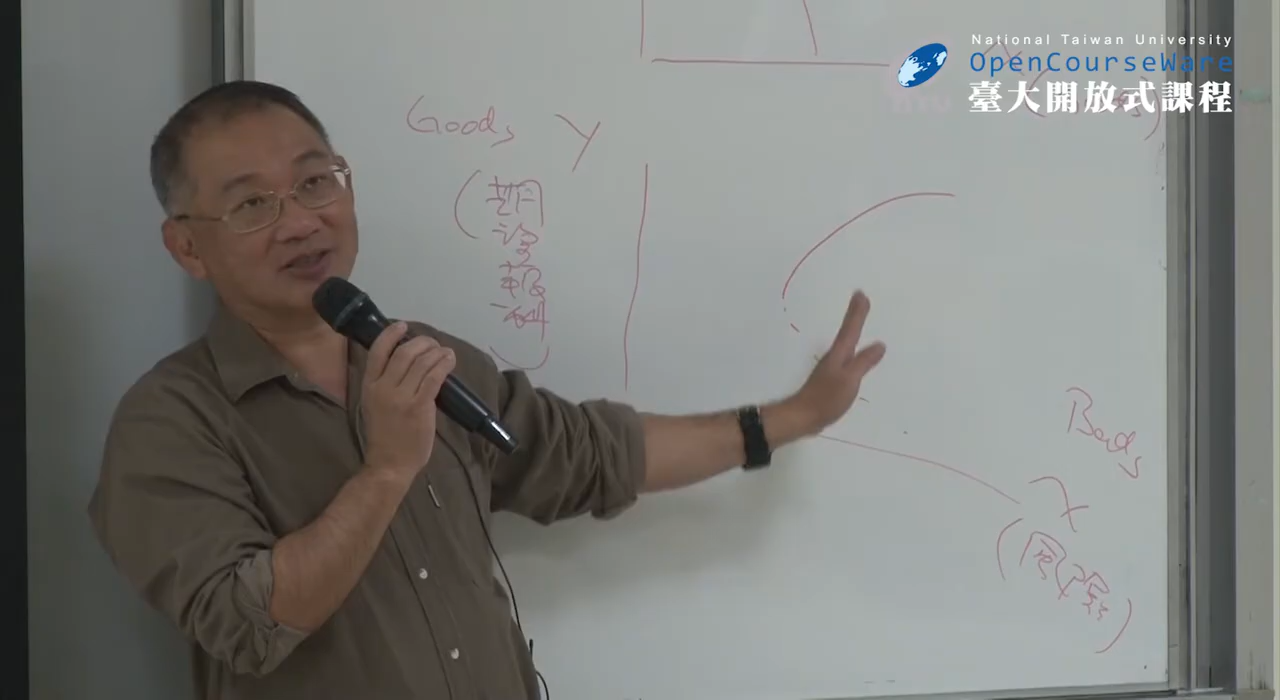 National Taiwan University
OpenCourseWare
臺大開放式課程
Goods Y
(期
望
報
酬)
Bads
X
(風險)